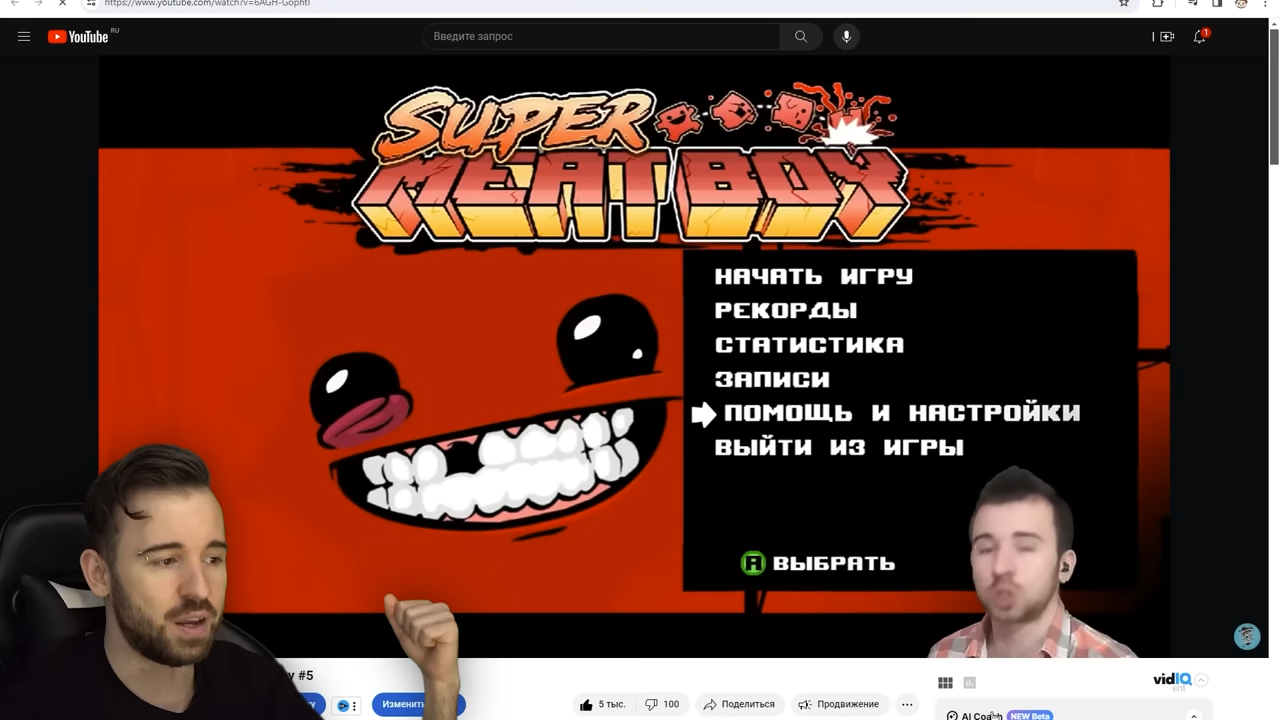 https://www.youtube.com/watch?v=6AGH-Gophtl
YouTube RU
Введите запрос
1
SUPER
MEAT BOY
НАЧАТЬ ИГРУ
РЕКОРДЫ
СТАТИСТИКА
ЗАПИСИ
ПОМОЩЬ И НАСТРОЙКИ
ВЫЙТИ ИЗ ИГРЫ
A ВЫБРАТЬ
#5
vidIQ
5 тыс.
100
Поделиться
Продвижение
AI Coach NEW Beta